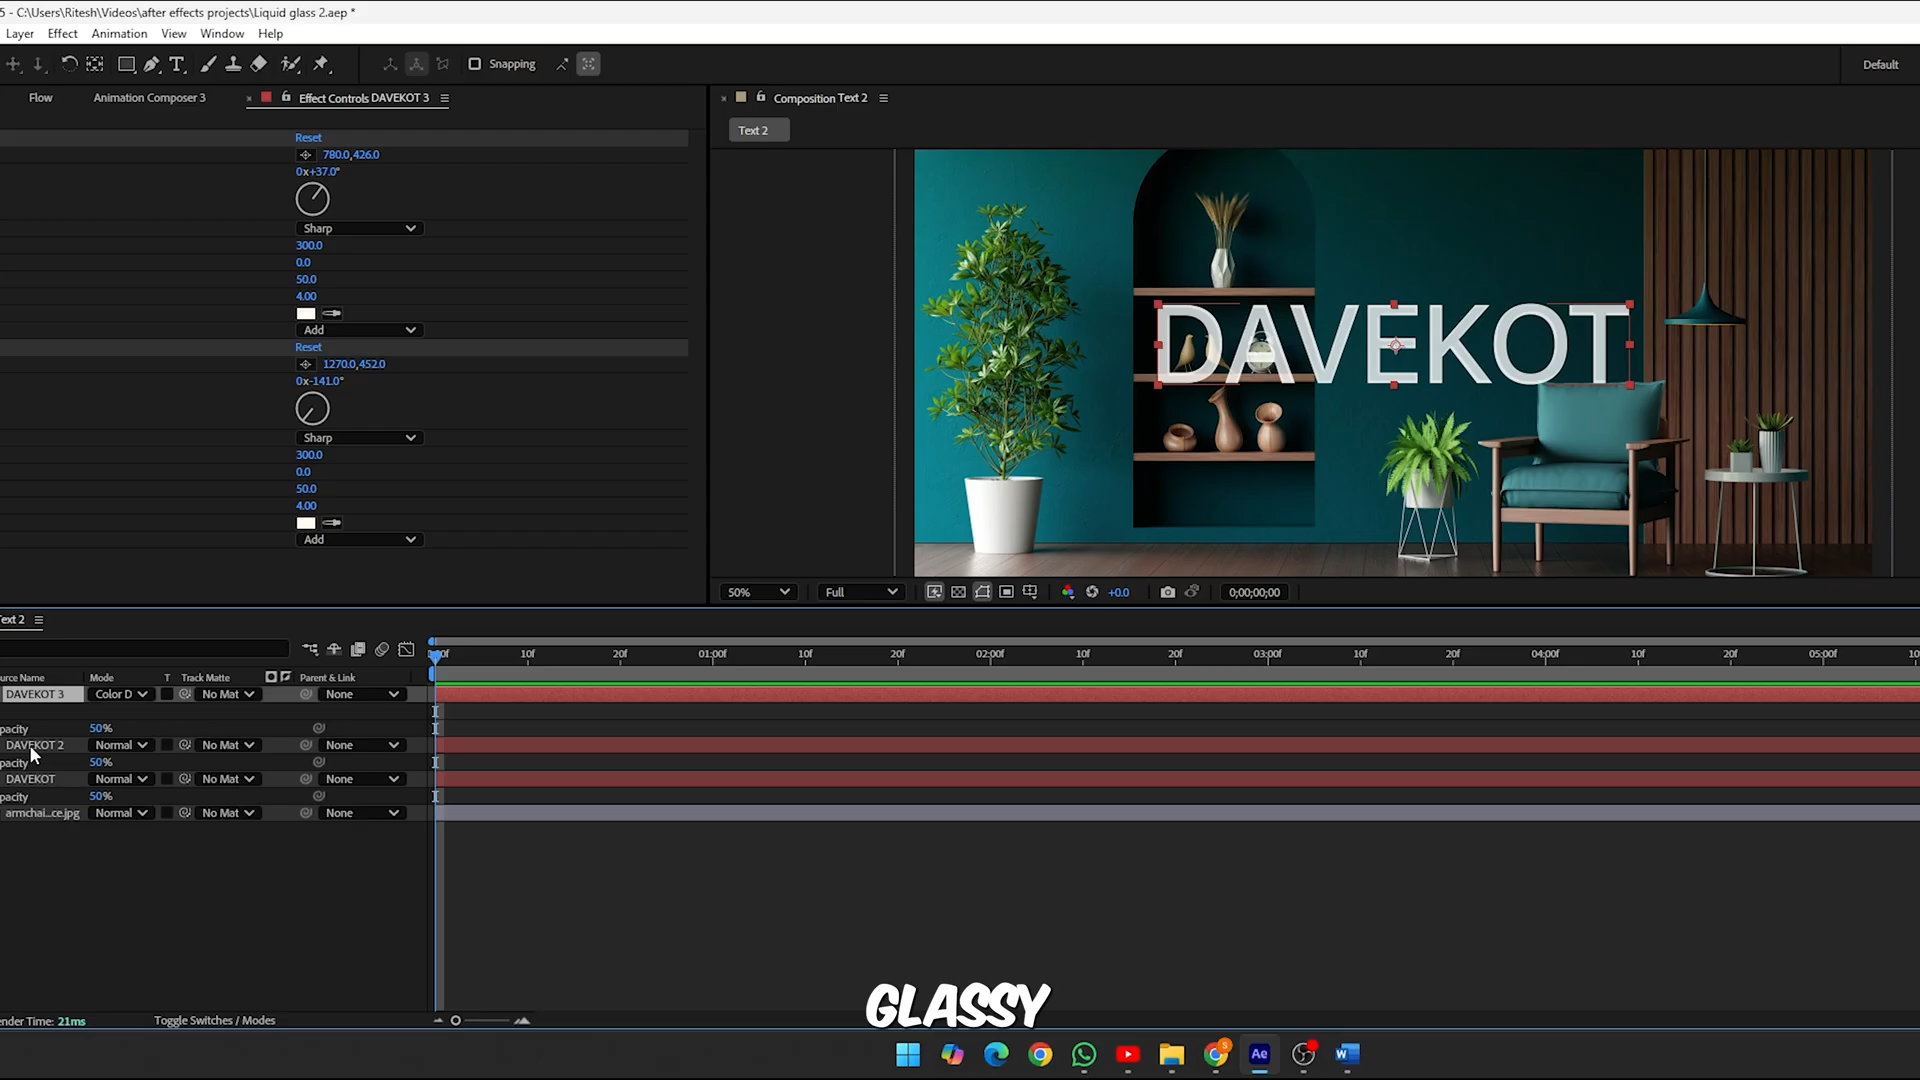 5 - C:\Users\Ritesh\Videos\after effects projects\Liquid glass 2.aep *
Layer Effect Animation View Window Help
Snapping Default
Flow Animation Composer 3 × Effect Controls DAVEKOT 3
× Composition Text 2
Text 2
Reset
780.0,426.0
0x+37.0°
Sharp
300.0
0.0
50.0
4.00
Add
Reset
1270.0,452.0
0x-141.0°
Sharp
300.0
0.0
50.0
4.00
Add
DAVEKOT
50% Full +0.0 0;00;00;00
Text 2
:00f 10f 20f 01:00f 10f 20f 02:00f 10f 20f 03:00f 10f 20f 04:00f 10f 20f 05:00f 10
urce Name Mode T Track Matte Parent & Link
DAVEKOT 3 Color D No Mat None
pacity 50%
DAVEKOT 2 Normal No Mat None
pacity 50%
DAVEKOT Normal No Mat None
pacity 50%
armchai...ce.jpg Normal No Mat None
GLASSY
ender Time: 21ms Toggle Switches / Modes
S
Ae
W